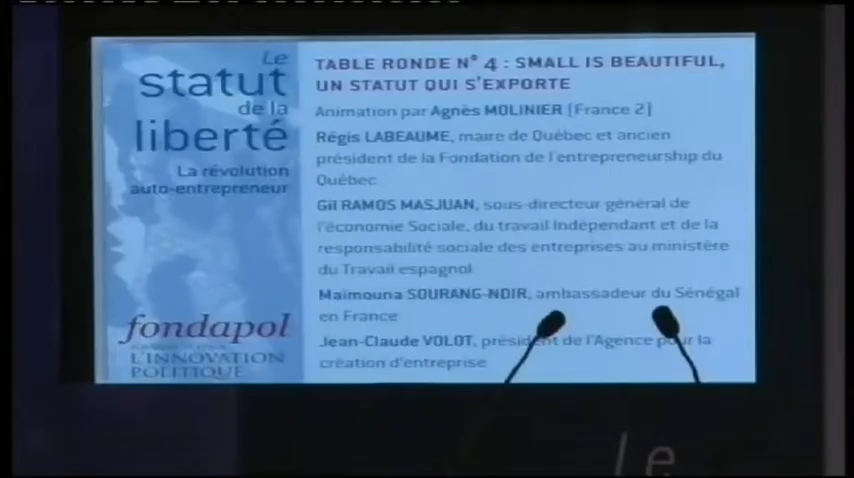 Le
statut
de la
liberté
La révolution
auto-entrepreneur
fondapol
L'INNOVATION
POLITIQUE
TABLE RONDE N° 4 : SMALL IS BEAUTIFUL,
UN STATUT QUI S'EXPORTE
Animation par Agnès MOLINIER (France 2)
Régis LABEAUME, maire de Québec et ancien
président de la Fondation de l'entrepreneurship du
Québec
Gil RAMOS MASJUAN, sous-directeur général de
l'économie Sociale, du travail Indépendant et de la
responsabilité sociale des entreprises au ministère
du Travail espagnol
Maïmouna SOURANG-NDIR, ambassadeur du Sénégal
en France
Jean-Claude VOLOT, président de l'Agence pour la
création d'entreprise
Le